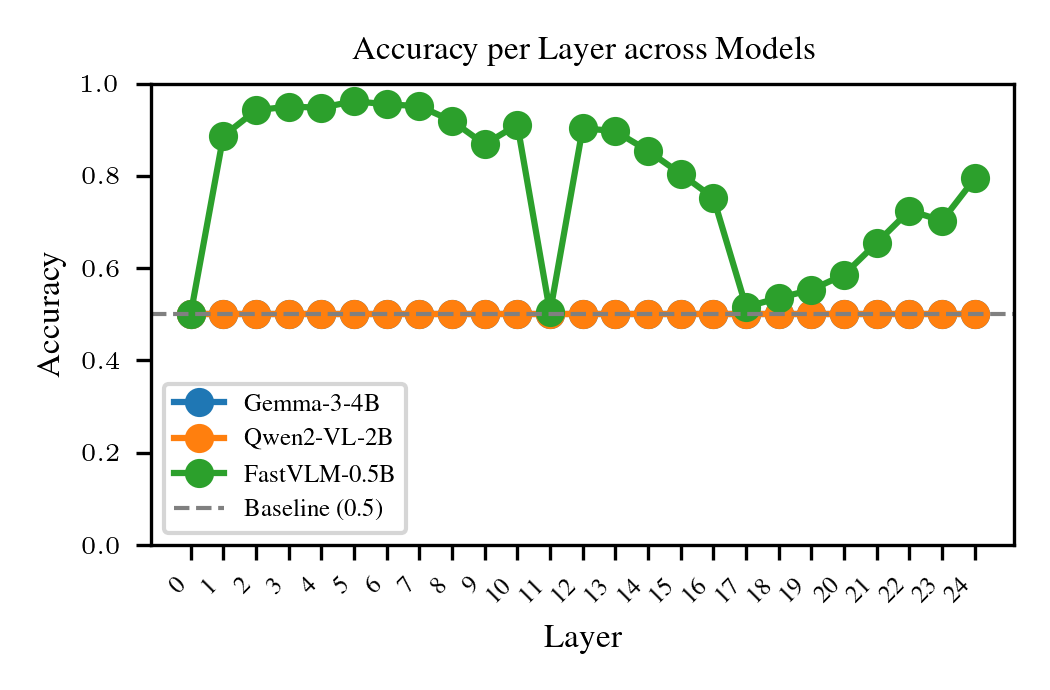 Accuracy per Layer across Models
1.0
0.8
0.6
0.4
0.2
0.0
Accuracy
Gemma-3-4B
Qwen2-VL-2B
FastVLM-0.5B
Baseline (0.5)
0 1 2 3 4 5 6 7 8 9 10 11 12 13 14 15 16 17 18 19 20 21 22 23 24
Layer